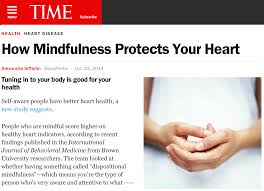 MENU
TIME
Subscribe
HEALTH HEART DISEASE
How Mindfulness Protects Your Heart
Alexandra Sifferlin
Oct. 23, 2014
Tuning in to your body is good for your
health
Self-aware people have better heart health, a
new study suggests.
People who are mindful score higher on
healthy heart indicators, according to recent
findings published in the International
Journal of Behavioral Medicine from Brown
University researchers. The team looked at
whether having something called "dispositional
mindfulness"—which means you're the type of
person who's very aware and attentive to what